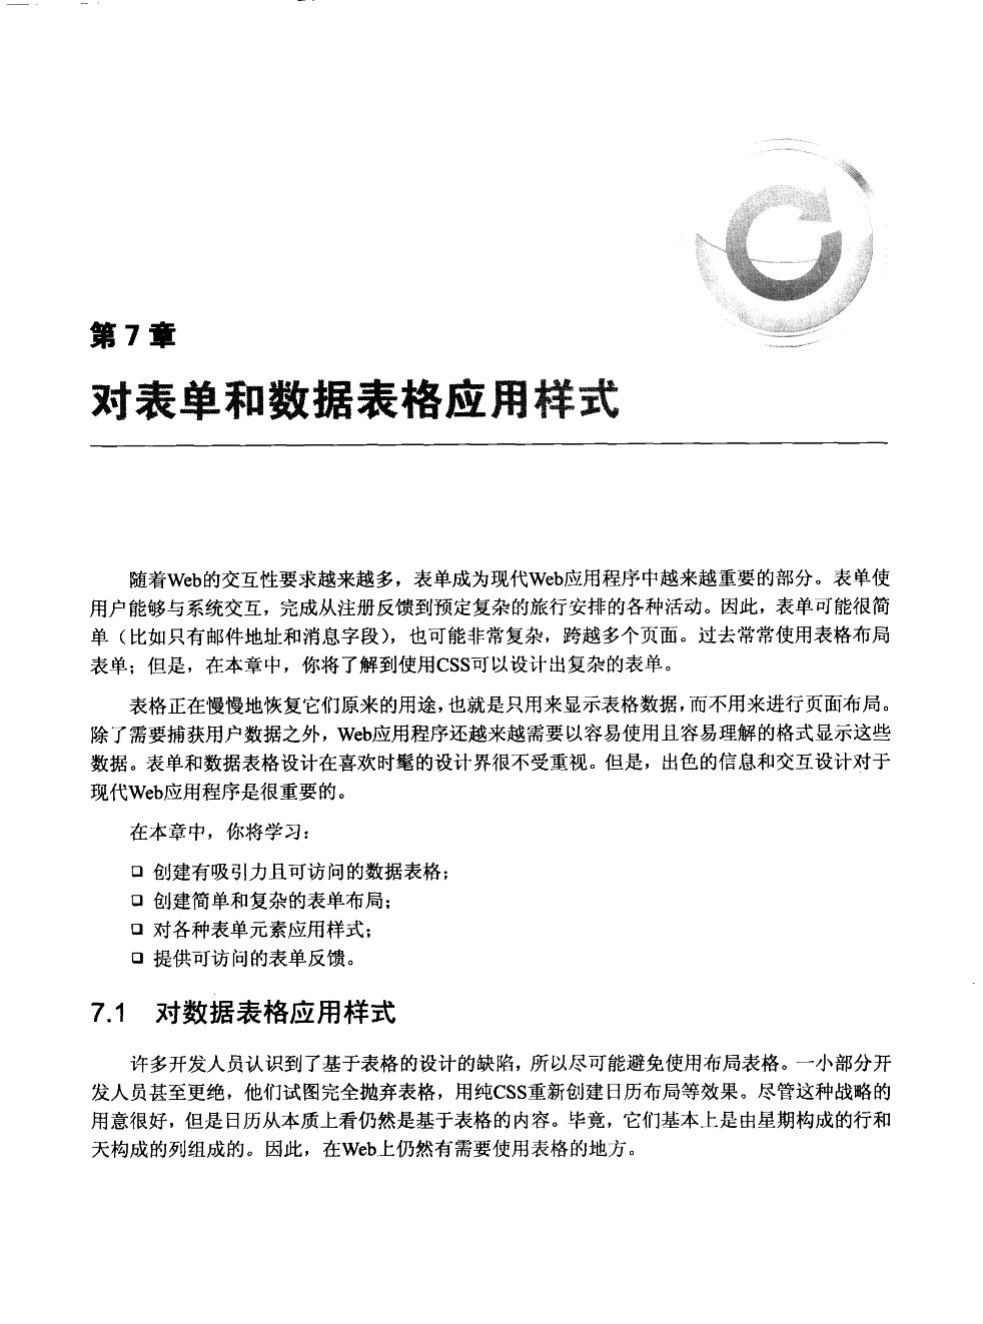 第 7 章
对表单和数据表格应用样式
随着Web的交互性要求越来越多，表单成为现代Web应用程序中越来越重要的部分。表单使
用户能够与系统交互，完成从注册反馈到预定复杂的旅行安排的各种活动。因此，表单可能很简
单（比如只有邮件地址和消息字段），也可能非常复杂，跨越多个页面。过去常常使用表格布局
表单；但是，在本章中，你将了解到使用CSS可以设计出复杂的表单。
表格正在慢慢地恢复它们原来的用途，也就是只用来显示表格数据，而不用来进行页面布局。
除了需要捕获用户数据之外，Web应用程序还越来越需要以容易使用且容易理解的格式显示这些
数据。表单和数据表格设计在喜欢时髦的设计界很不受重视。但是，出色的信息和交互设计对于
现代Web应用程序是很重要的。
在本章中，你将学习：
❑ 创建有吸引力且可访问的数据表格；
❑ 创建简单和复杂的表单布局；
❑ 对各种表单元素应用样式；
❑ 提供可访问的表单反馈。
7.1 对数据表格应用样式
许多开发人员认识到了基于表格的设计的缺陷，所以尽可能避免使用布局表格。一小部分开
发人员甚至更绝，他们试图完全抛弃表格，用纯CSS重新创建日历布局等效果。尽管这种战略的
用意很好，但是日历从本质上看仍然是基于表格的内容。毕竟，它们基本上是由星期构成的行和
天构成的列组成的。因此，在Web上仍然有需要使用表格的地方。